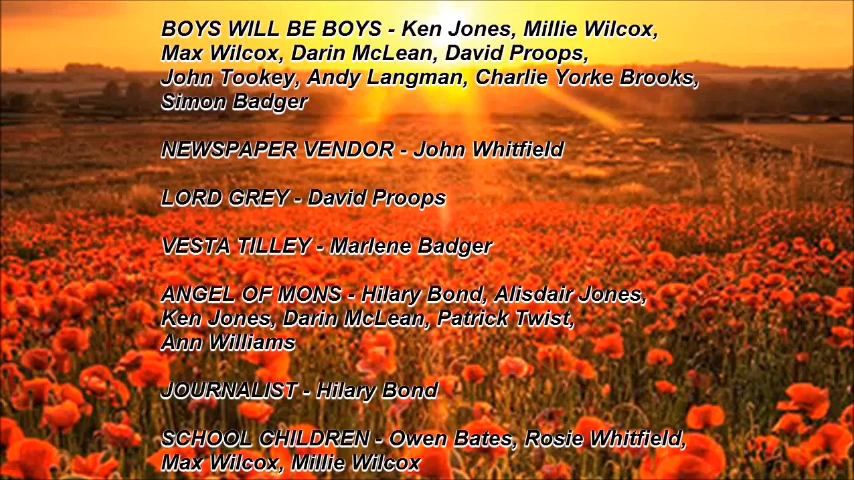 BOYS WILL BE BOYS - Ken Jones, Millie Wilcox,
Max Wilcox, Darin McLean, David Proops,
John Tookey, Andy Langman, Charlie Yorke Brooks,
Simon Badger
NEWSPAPER VENDOR - John Whitfield
LORD GREY - David Proops
VESTA TILLEY - Marlene Badger
ANGEL OF MONS - Hilary Bond, Alisdair Jones,
Ken Jones, Darin McLean, Patrick Twist,
Ann Williams
JOURNALIST - Hilary Bond
SCHOOL CHILDREN - Owen Bates, Rosie Whitfield,
Max Wilcox, Millie Wilcox